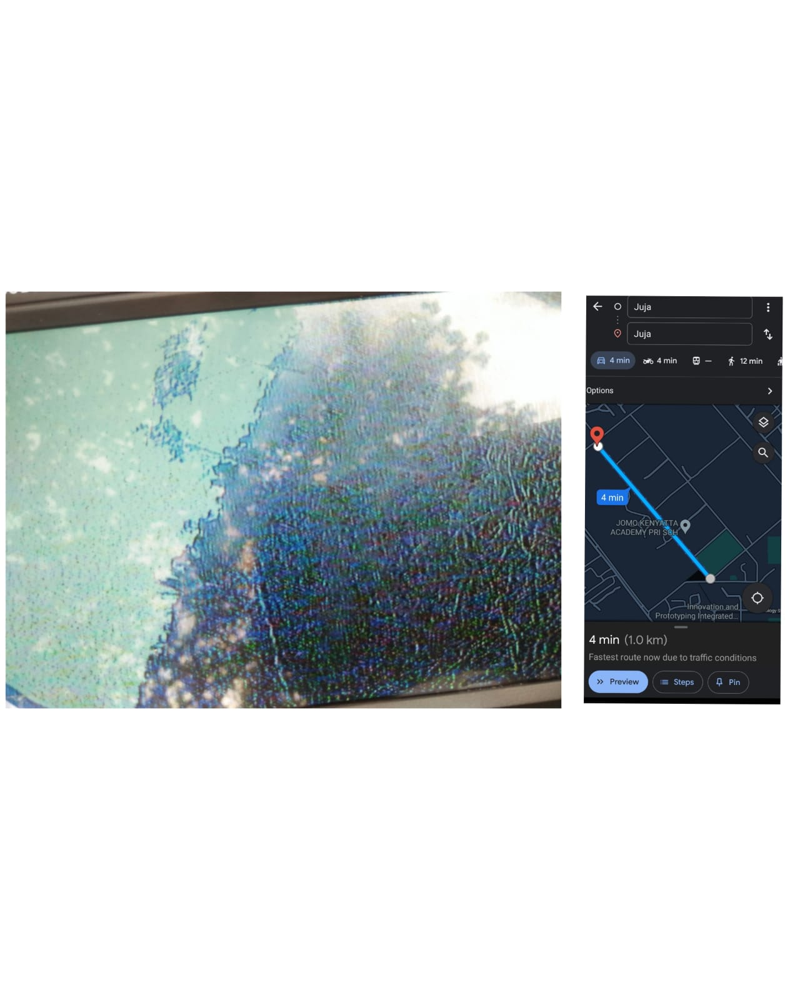 Juja
Juja
4 min
4 min
—
12 min
Options
4 min
JOMO KENYATTA
ACADEMY PRI SCH
Innovation and
Prototyping Integrated...
4 min (1.0 km)
Fastest route now due to traffic conditions
Preview
Steps
Pin